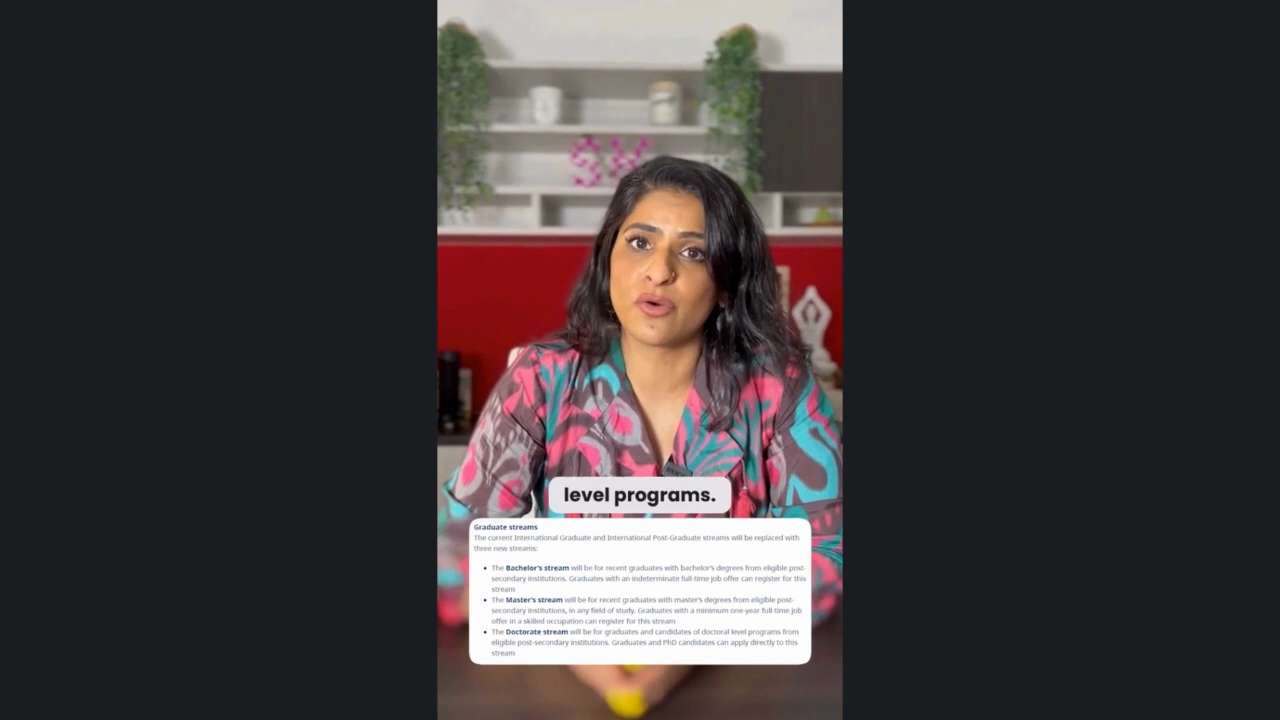 SK
level programs.
Graduate streams
The current International Graduate and International Post-Graduate streams will be replaced with
three new streams:
• The Bachelor's stream will be for recent graduates with bachelor's degrees from eligible post-
secondary institutions. Graduates with an indeterminate full-time job offer can register for this
stream
• The Master's stream will be for recent graduates with master's degrees from eligible post-
secondary institutions, in any field of study. Graduates with a minimum one-year full-time job
offer in a skilled occupation can register for this stream
• The Doctorate stream will be for graduates and candidates of doctoral level programs from
eligible post-secondary institutions. Graduates and PhD candidates can apply directly to this
stream